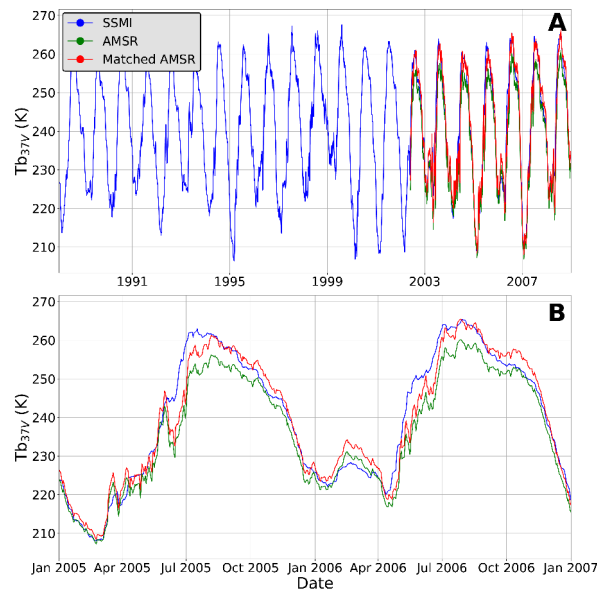 A
SSMI
AMSR
Matched AMSR
270
260
250
240
230
220
210
Tb37V (K)
1991 1995 1999 2003 2007
B
270
260
250
240
230
220
210
Tb37V (K)
Jan 2005 Apr 2005 Jul 2005 Oct 2005 Jan 2006 Apr 2006 Jul 2006 Oct 2006 Jan 2007
Date